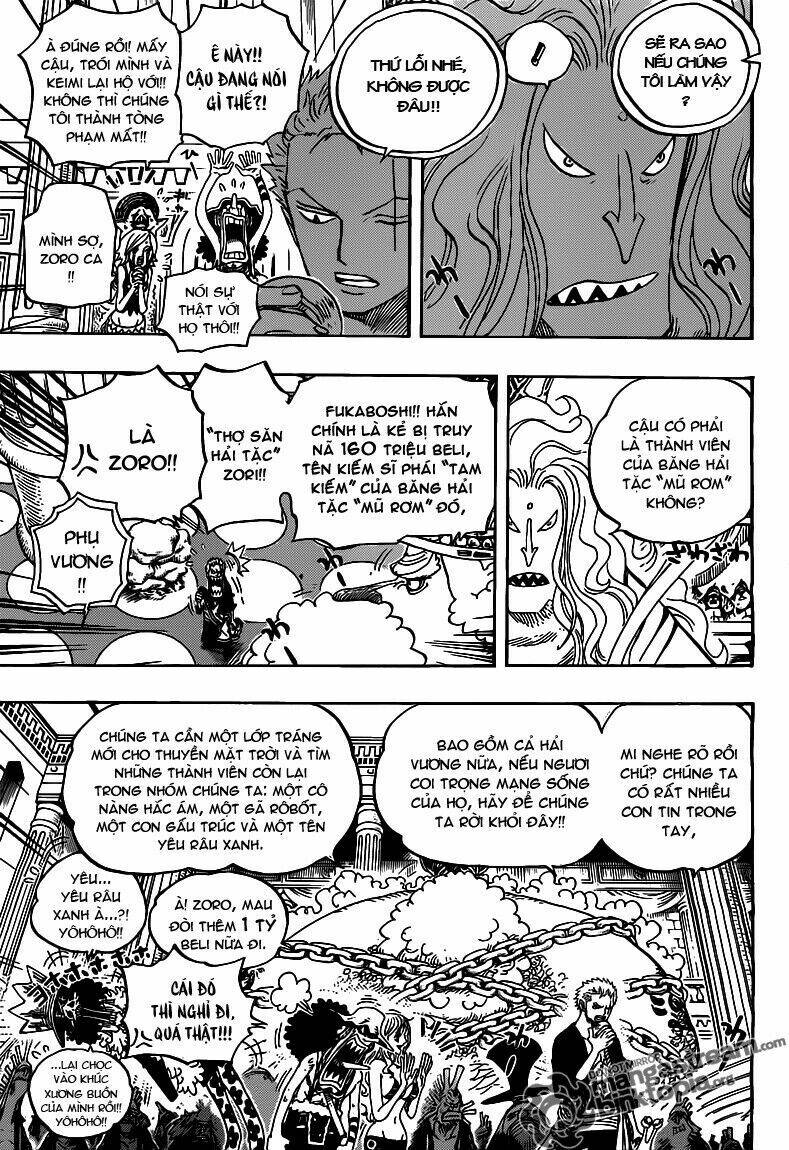 SẼ RA SAO
NẾU CHÚNG
TÔI LÀM VẬY
?
!
THỨ LỖI NHÉ,
KHÔNG ĐƯỢC
ĐÂU!!
Ê NÀY!!
CẬU ĐANG NÓI
GÌ THẾ?!
À ĐÚNG RỒI! MẤY
CẬU, TRÓI MÌNH VÀ
KEIMI LẠI HỘ VỚI!!
KHÔNG THÌ CHÚNG
TÔI THÀNH TÒNG
PHẠM MẤT!!
NÓI SỰ
THẬT VỚI
HỌ THÔI!!
MÌNH SỢ,
ZORO CA
!!
CẬU CÓ PHẢI
LÀ THÀNH VIÊN
CỦA BĂNG HẢI
TẶC “MŨ RƠM”
KHÔNG?
FUKABOSHI!! HẮN
CHÍNH LÀ KẺ BỊ TRUY
NÃ 160 TRIỆU BELI,
TÊN KIẾM SĨ PHÁI “TAM
KIẾM” CỦA BĂNG HẢI
TẶC “MŨ RƠM” ĐÓ,
“THỢ SĂN
HẢI TẶC”
ZORI!!
LÀ
ZORO!!
PHỤ
VƯƠNG
!!
MI NGHE RÕ RỒI
CHỨ? CHÚNG TA
CÓ RẤT NHIỀU
CON TIN TRONG
TAY,
BAO GỒM CẢ HẢI
VƯƠNG NỮA, NẾU NGƯƠI
COI TRỌNG MẠNG SỐNG
CỦA HỌ, HÃY ĐỂ CHÚNG
TA RỜI KHỎI ĐÂY!!
CHÚNG TA CẦN MỘT LỚP TRÁNG
MỚI CHO THUYỀN MẶT TRỜI VÀ TÌM
NHỮNG THÀNH VIÊN CÒN LẠI
TRONG NHÓM CHÚNG TA: MỘT CÔ
NÀNG HẮC ÁM, MỘT GÃ RÔBỐT,
MỘT CON GẤU TRÚC VÀ MỘT TÊN
YÊU RÂU XANH.
À! ZORO, MAU
ĐÒI THÊM 1 TỶ
BELI NỮA ĐI.
YÊU...
YÊU RÂU
XANH À...?!
YÔHÔHÔ!!
CÁI ĐÓ
THÌ NGHỈ ĐI,
QUÁ THẬT!!!
...LẠI CHỌC
VÀO KHÚC
XƯƠNG BUỒN
CỦA MÌNH RỒI!!
YÔHÔHÔ!!
mangastream.com
binktopia.org